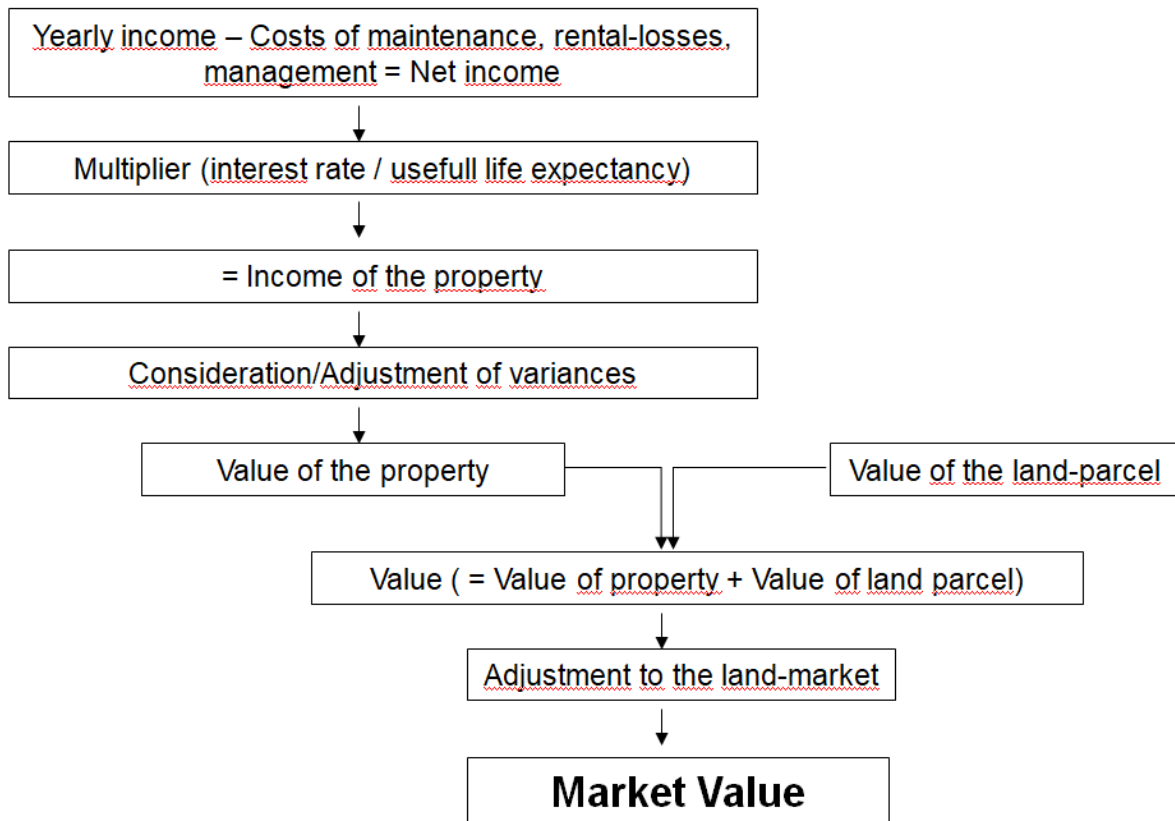 Yearly income – Costs of maintenance, rental-losses,
management = Net income
Multiplier (interest rate / usefull life expectancy)
= Income of the property
Consideration/Adjustment of variances
Value of the property
Value of the land-parcel
Value ( = Value of property + Value of land parcel)
Adjustment to the land-market
Market Value